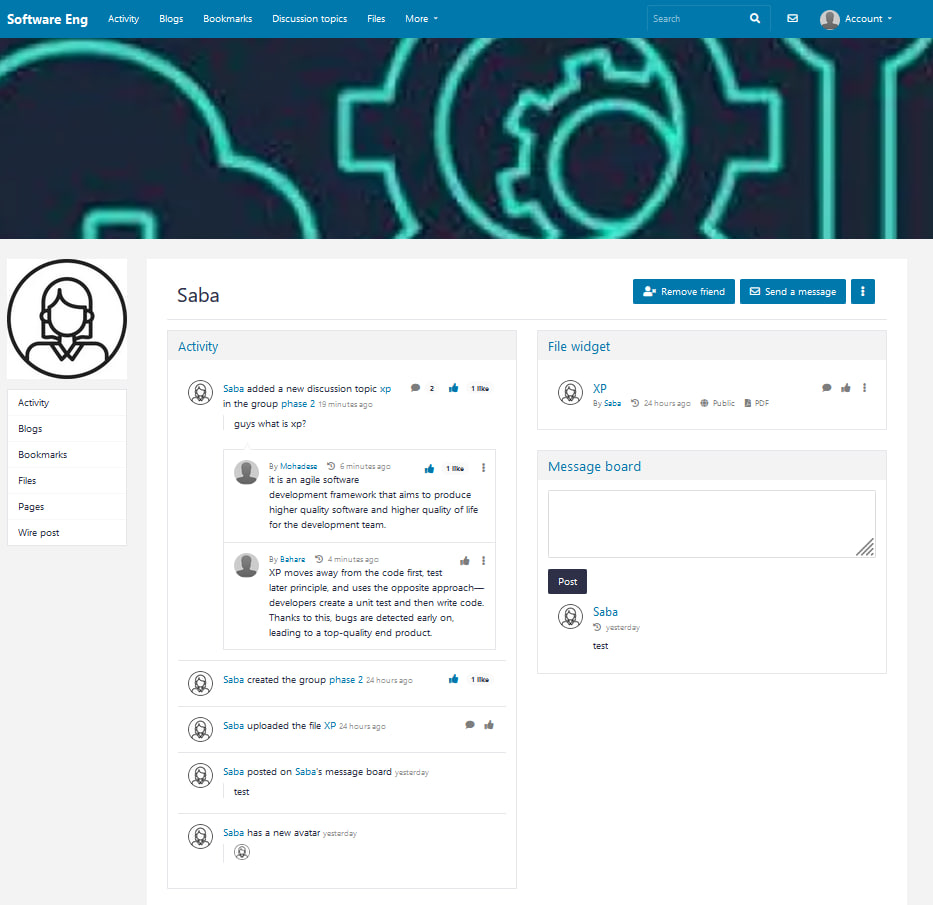 Software Eng Activity Blogs Bookmarks Discussion topics Files More Search Account
Saba
Remove friend Send a message
Activity
Blogs
Bookmarks
Files
Pages
Wire post
Activity
Saba added a new discussion topic xp 2 1 like
in the group phase 2 19 minutes ago
guys what is xp?
By Mohadese 6 minutes ago 1 like
it is an agile software
development framework that aims to produce
higher quality software and higher quality of life
for the development team.
By Bahare 4 minutes ago
XP moves away from the code first, test
later principle, and uses the opposite approach—
developers create a unit test and then write code.
Thanks to this, bugs are detected early on,
leading to a top-quality end product.
Saba created the group phase 2 24 hours ago 1 like
Saba uploaded the file XP 24 hours ago
Saba posted on Saba's message board yesterday
test
Saba has a new avatar yesterday
File widget
XP
By Saba 24 hours ago Public PDF
Message board
Post
Saba
yesterday
test